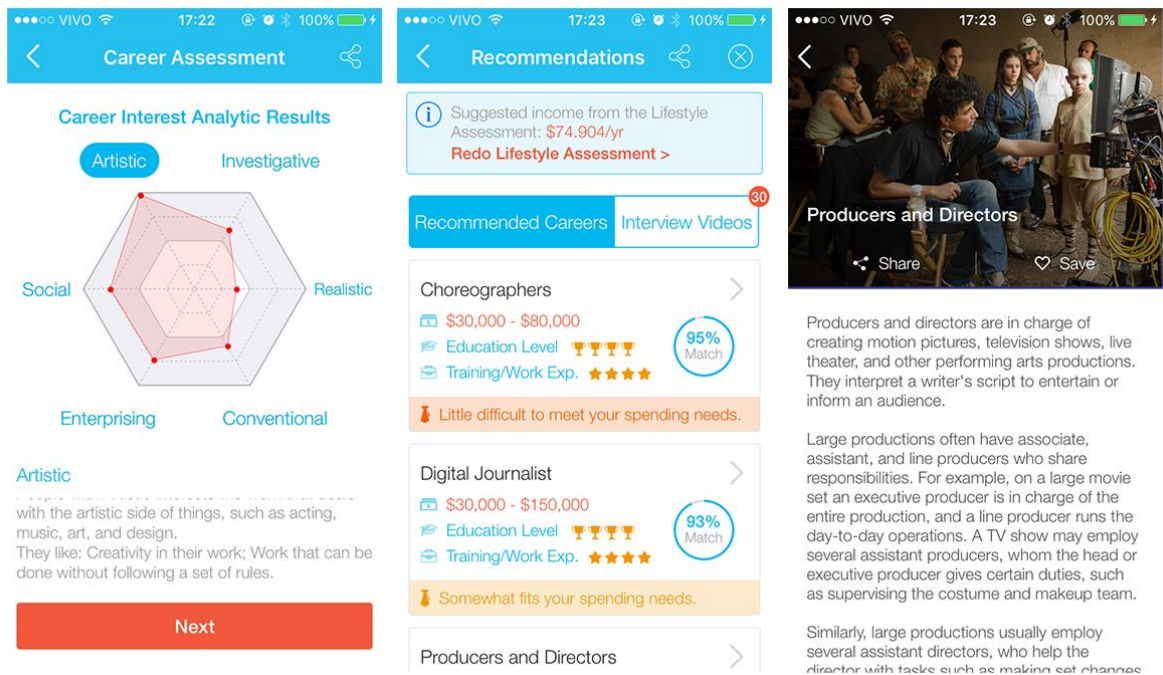 VIVO 17:22 100%
Career Assessment
Career Interest Analytic Results
Artistic
Investigative
Social
Realistic
Enterprising
Conventional
Artistic
with the artistic side of things, such as acting,
music, art, and design.
They like: Creativity in their work; Work that can be
done without following a set of rules.
Next
VIVO 17:23 100%
Recommendations
Suggested income from the Lifestyle
Assessment: $74.904/yr
Redo Lifestyle Assessment >
30
Recommended Careers
Interview Videos
Choreographers
$30,000 - $80,000
Education Level
Training/Work Exp.
95%
Match
Little difficult to meet your spending needs.
Digital Journalist
$30,000 - $150,000
Education Level
Training/Work Exp.
93%
Match
Somewhat fits your spending needs.
Producers and Directors
VIVO 17:23 100%
Producers and Directors
Share
Save
Producers and directors are in charge of
creating motion pictures, television shows, live
theater, and other performing arts productions.
They interpret a writer's script to entertain or
inform an audience.
Large productions often have associate,
assistant, and line producers who share
responsibilities. For example, on a large movie
set an executive producer is in charge of the
entire production, and a line producer runs the
day-to-day operations. A TV show may employ
several assistant producers, whom the head or
executive producer gives certain duties, such
as supervising the costume and makeup team.
Similarly, large productions usually employ
several assistant directors, who help the
director with tasks such as making set changes